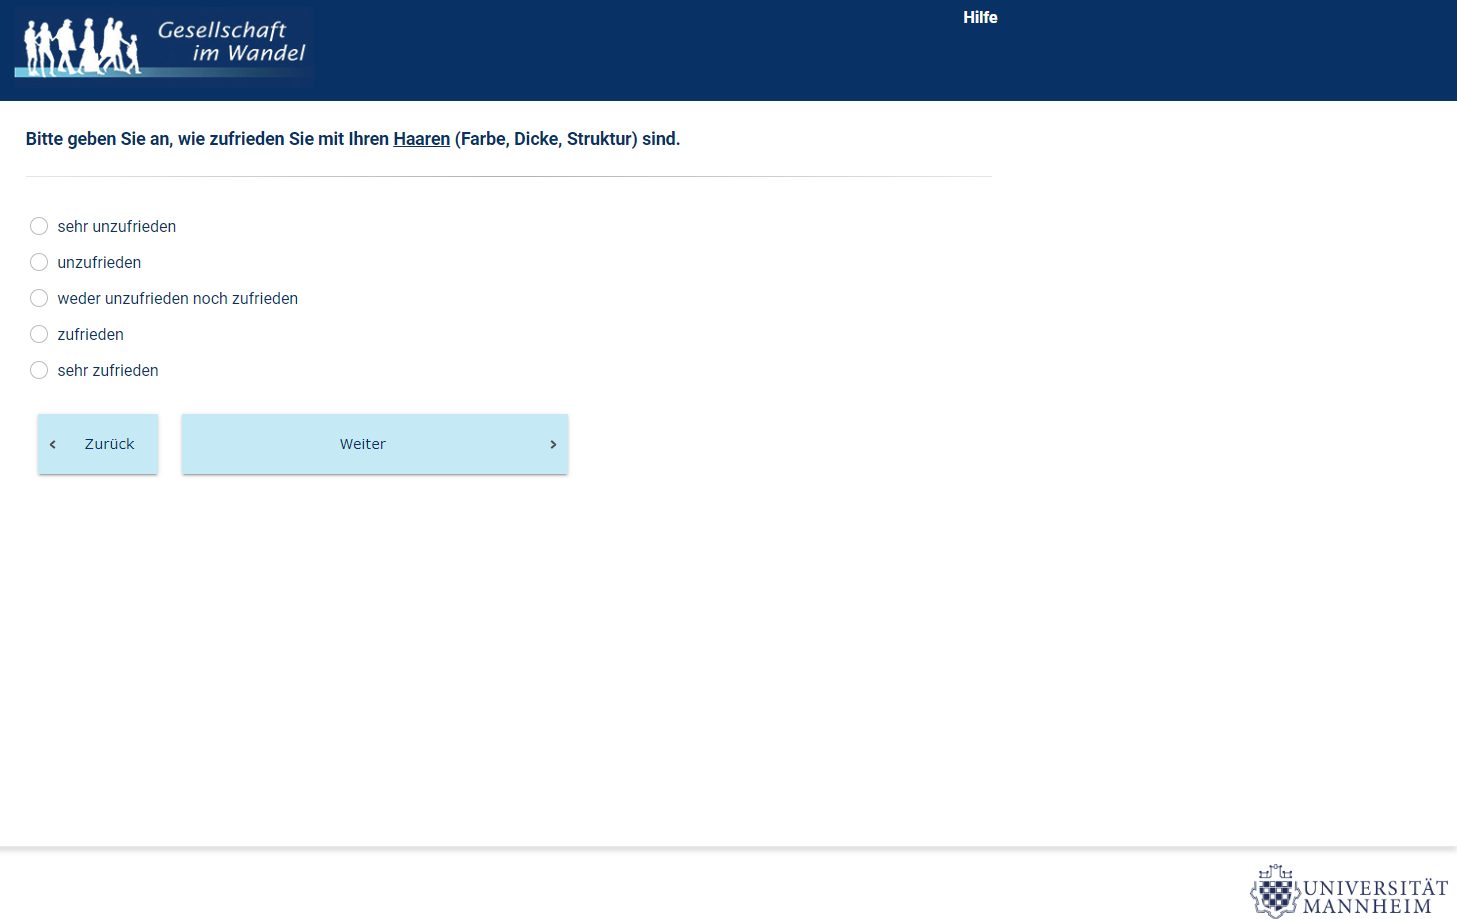 Gesellschaft
im Wandel
Hilfe
Bitte geben Sie an, wie zufrieden Sie mit Ihren Haaren (Farbe, Dicke, Struktur) sind.
sehr unzufrieden
unzufrieden
weder unzufrieden noch zufrieden
zufrieden
sehr zufrieden
Zurück
Weiter
UNIVERSITÄT
MANNHEIM